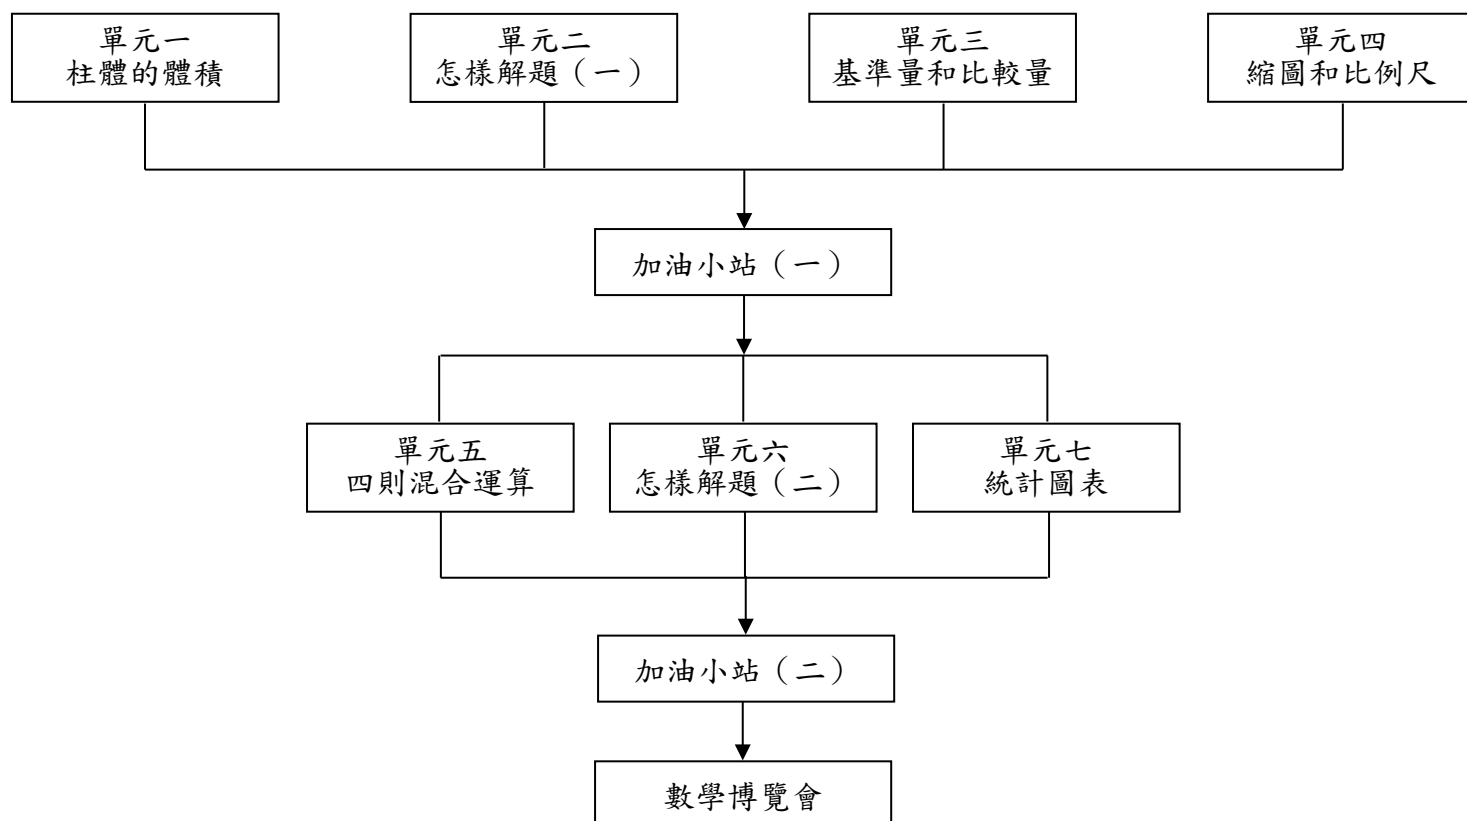 單元一
柱體的體積
單元二
怎樣解題（一）
單元三
基準量和比較量
單元四
縮圖和比例尺
加油小站（一）
單元五
四則混合運算
單元六
怎樣解題（二）
單元七
統計圖表
加油小站（二）
數學博覽會